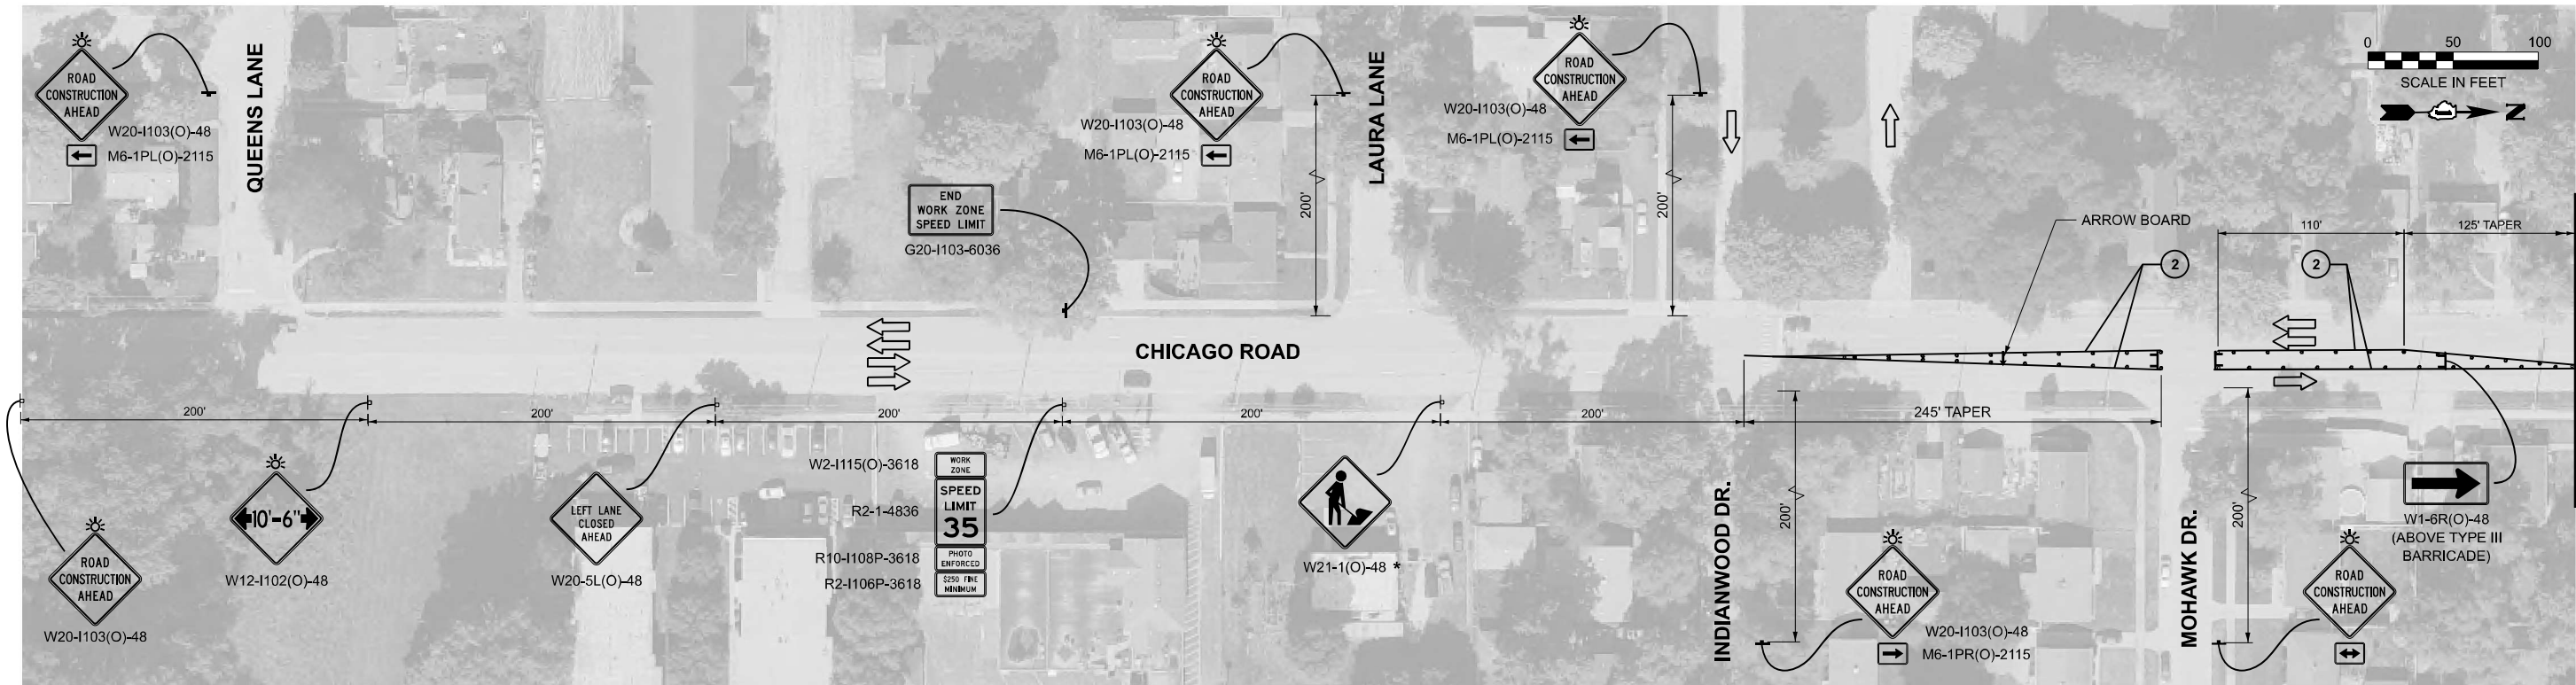 ROAD
CONSTRUCTION
AHEAD
W20-I103(O)-48
M6-1PL(O)-2115
QUEENS LANE
END
WORK ZONE
SPEED LIMIT
G20-I103-6036
ROAD
CONSTRUCTION
AHEAD
W20-I103(O)-48
M6-1PL(O)-2115
200'
LAURA LANE
ROAD
CONSTRUCTION
AHEAD
W20-I103(O)-48
M6-1PL(O)-2115
200'
0 50 100
SCALE IN FEET
N
ARROW BOARD
2
110'
125' TAPER
2
CHICAGO ROAD
200'
200'
200'
200'
200'
245' TAPER
ROAD
CONSTRUCTION
AHEAD
W20-I103(O)-48
10'-6"
W12-I102(O)-48
LEFT LANE
CLOSED
AHEAD
W20-5L(O)-48
W2-I115(O)-3618
WORK
ZONE
R2-1-4836
SPEED
LIMIT
35
R10-I108P-3618
PHOTO
ENFORCED
R2-I106P-3618
$250 FINE
MINIMUM
W21-1(O)-48 *
INDIANWOOD DR.
200'
ROAD
CONSTRUCTION
AHEAD
W20-I103(O)-48
M6-1PR(O)-2115
MOHAWK DR.
200'
ROAD
CONSTRUCTION
AHEAD
W1-6R(O)-48
(ABOVE TYPE III
BARRICADE)